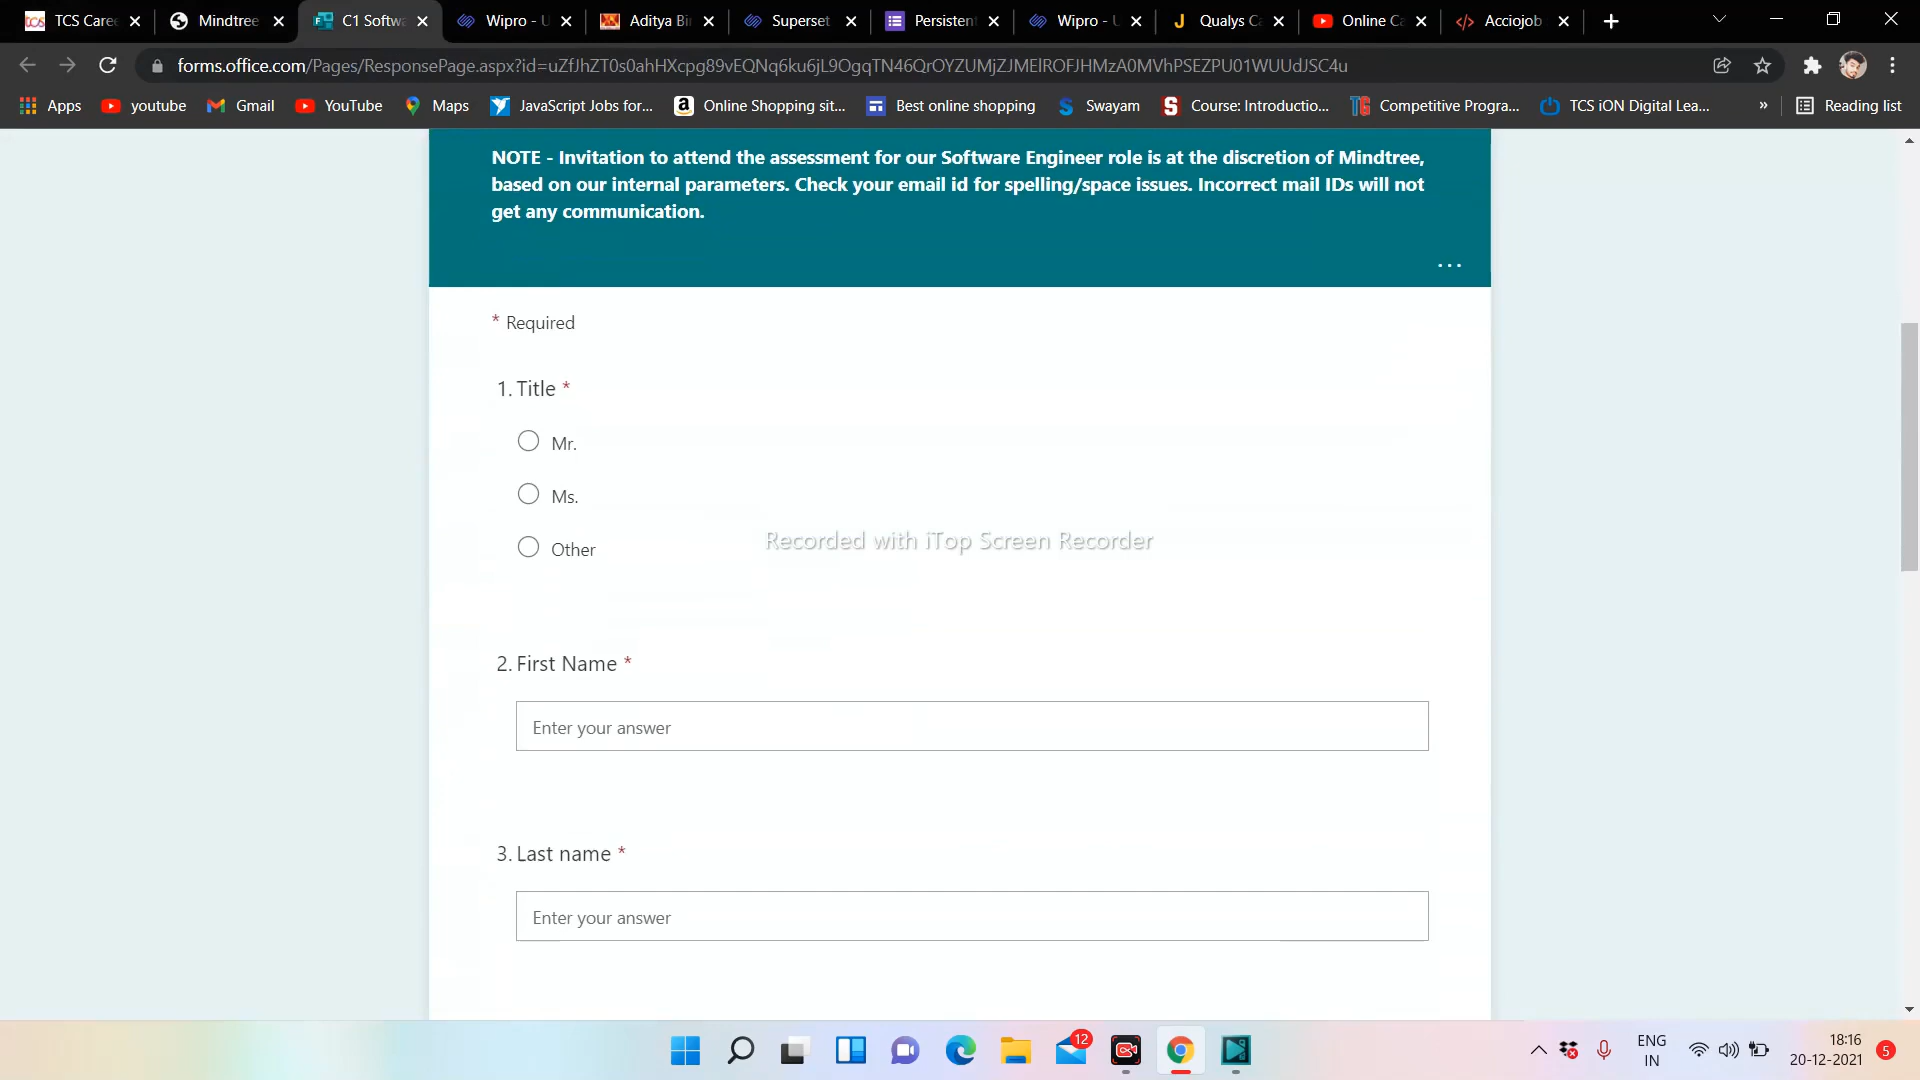 TCS Caree
Mindtree
C1 Softwa
Wipro - U
Aditya Bi
Superset
Persisten
Wipro - U
Qualys Ca
Online Ca
Acciojob
forms.office.com/Pages/ResponsePage.aspx?id=uZfJhZT0s0ahHXcpg89vEQNq6ku6jL9OgqTN46QrOYZUMjZJMElROFJHMzA0MVhPSEZPU01WUUdJSC4u
Apps
youtube
Gmail
YouTube
Maps
JavaScript Jobs for...
Online Shopping sit...
Best online shopping
Swayam
Course: Introductio...
Competitive Progra...
TCS iON Digital Lea...
»
Reading list
NOTE - Invitation to attend the assessment for our Software Engineer role is at the discretion of Mindtree,
based on our internal parameters. Check your email id for spelling/space issues. Incorrect mail IDs will not
get any communication.
...
* Required
1. Title *
Mr.
Ms.
Other
Recorded with iTop Screen Recorder
2. First Name *
Enter your answer
3. Last name *
Enter your answer
12
ENG
IN
18:16
20-12-2021
5